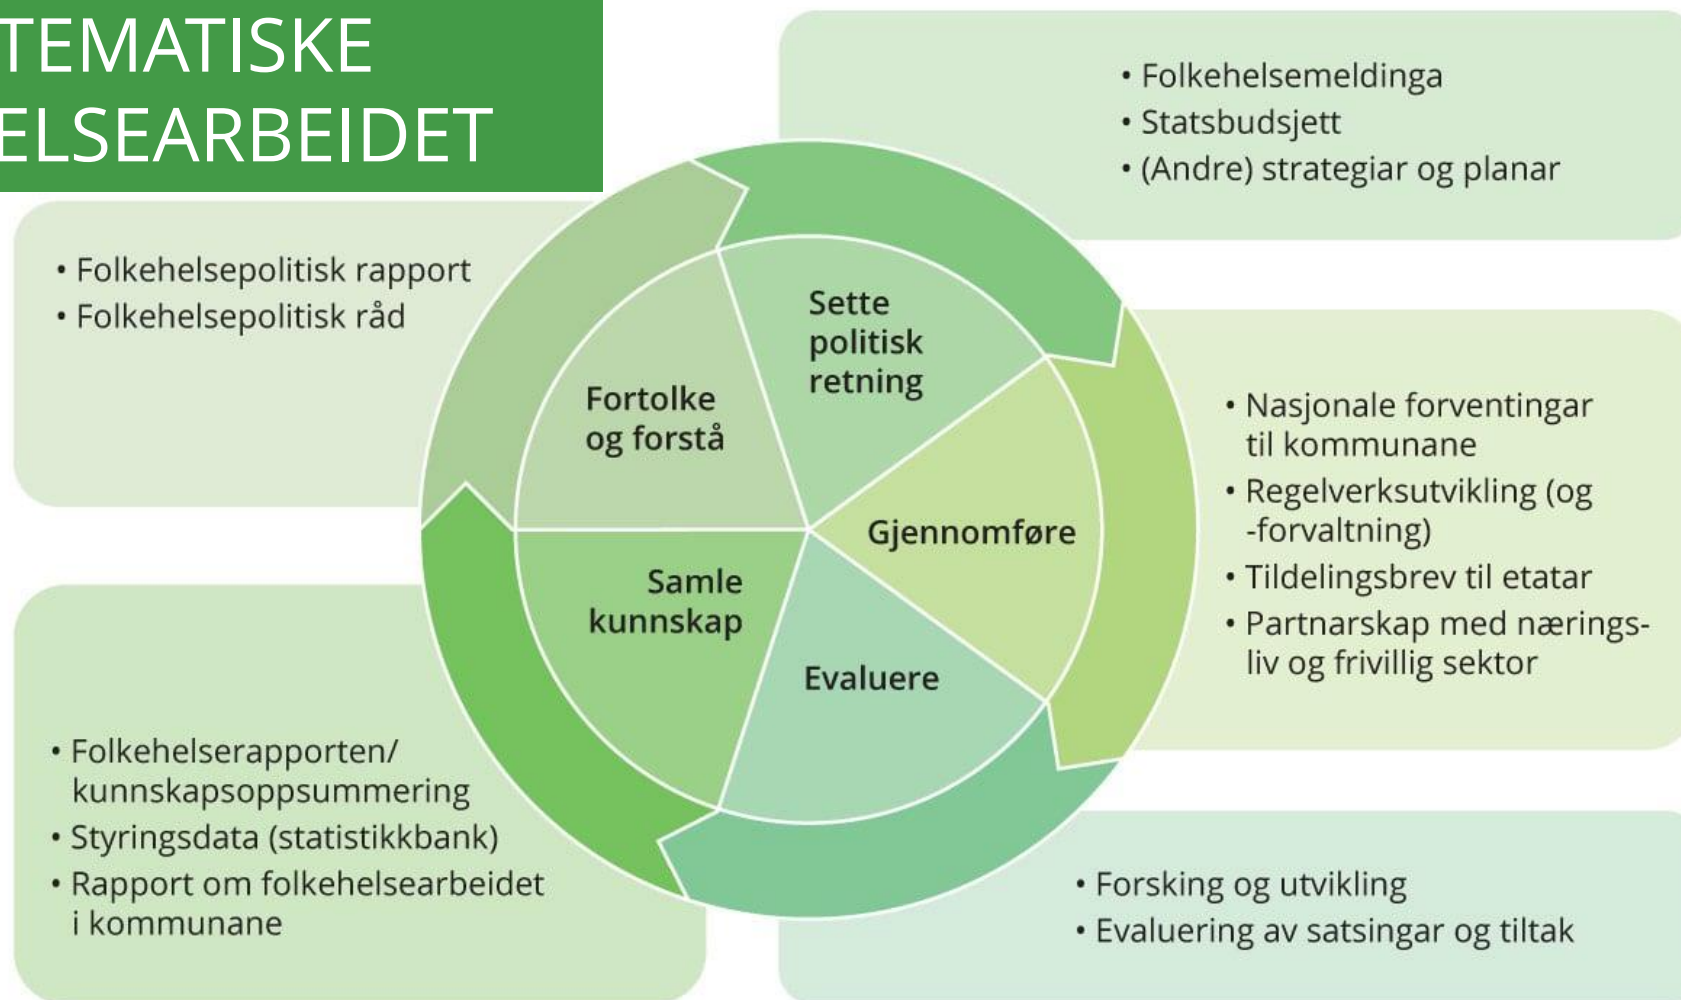 TEMATISKE
ELSEARBEIDET
• Folkehelsemeldinga
• Statsbudsjett
• (Andre) strategiar og planar
• Folkehelsepolitisk rapport
• Folkehelsepolitisk råd
Sette
politisk
retning
Fortolke
og forstå
Gjennomføre
Samle
kunnskap
Evaluere
• Nasjonale forventingar
til kommunane
• Regelverksutvikling (og
-forvaltning)
• Tildelingsbrev til etatar
• Partnarskap med nærings-
liv og frivillig sektor
• Folkehelserapporten/
kunnskapsoppsummering
• Styringsdata (statistikkbank)
• Rapport om folkehelsearbeidet
i kommunane
• Forsking og utvikling
• Evaluering av satsingar og tiltak